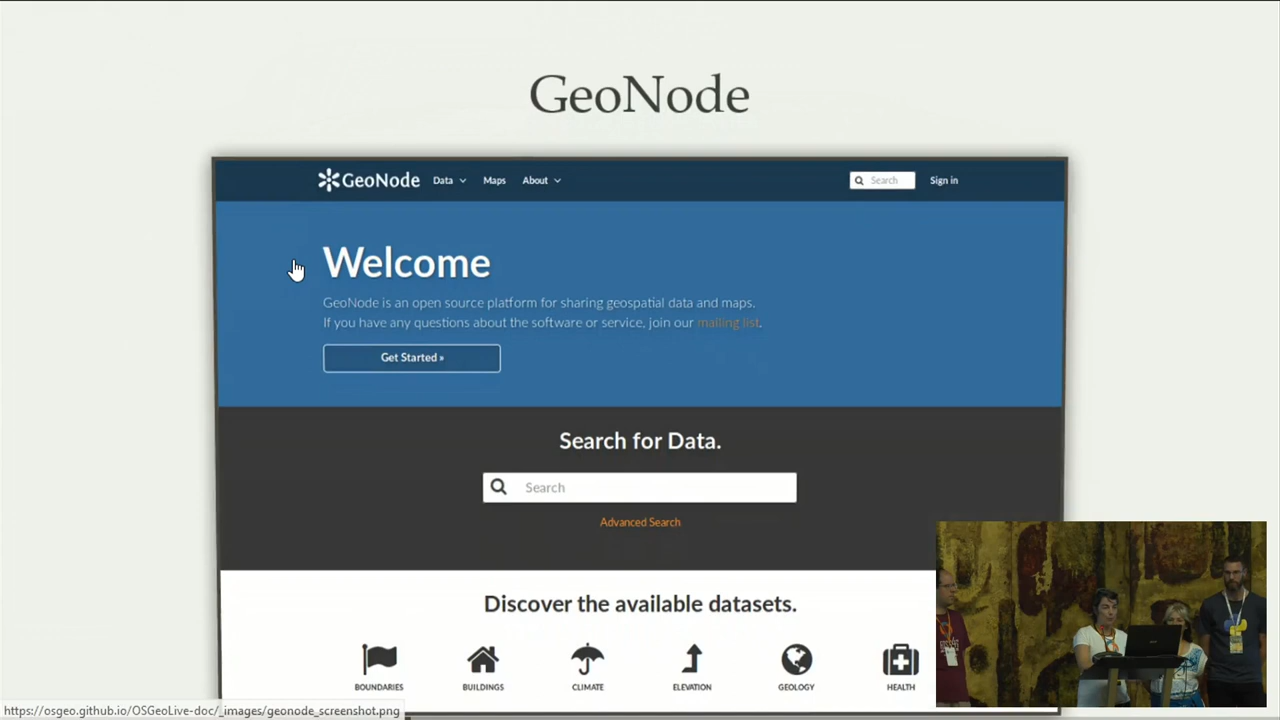 GeoNode
GeoNode Data Maps About Search Sign in
Welcome
GeoNode is an open source platform for sharing geospatial data and maps.
If you have any questions about the software or service, join our mailing list.
Get Started »
Search for Data.
Search
Advanced Search
Discover the available datasets.
BOUNDARIES BUILDINGS CLIMATE ELEVATION GEOLOGY HEALTH
https://osgeo.github.io/OSGeoLive-doc/_images/geonode_screenshot.png